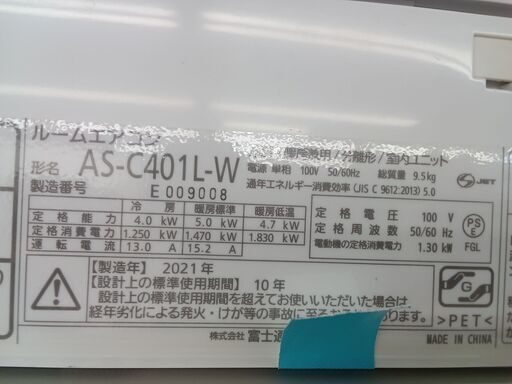 ルームエアコン
冷房暖房兼用/分離形/室内ユニット
形名 AS-C401L-W
電源 単相 100V 50/60Hz 総質量 9.5kg
製造番号 E009008
通年エネルギー消費効率(JIS C 9612:2013) 5.0
JET
冷房 暖房標準 暖房低温
定格能力 4.0 kW 5.0 kW 4.7 kW
定格消費電力 1.250 kW 1.470 kW 1.830 kW
運転電流 13.0 A 15.2 A
定格電圧 100 V
定格周波数 50/60 Hz
電動機の定格消費電力 1.30 kW
PS E
FGL
【製造年】2021年
【設計上の標準使用期間】10年
設計上の標準使用期間を超えてお使いいただいた場合は、
経年劣化による発火・けが等の事故に至るおそれがあります。
G
>PET<
株式会社 富士通
MADE IN CHINA